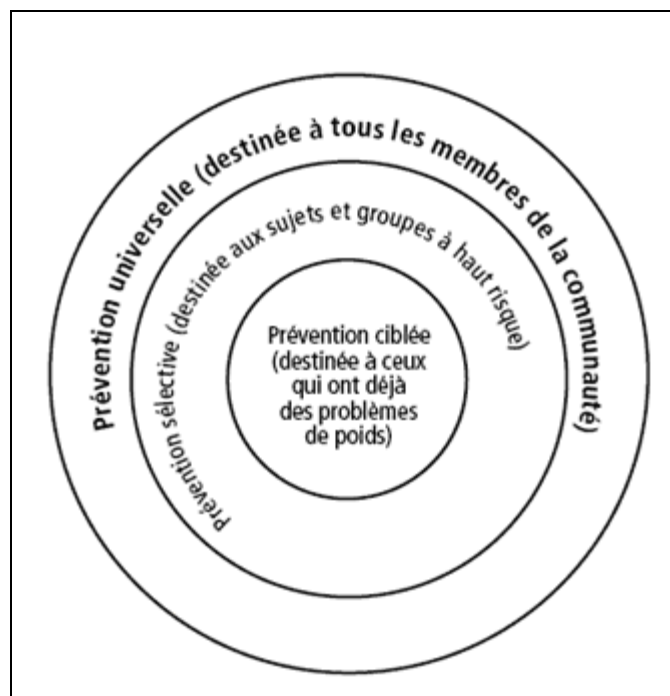 Prévention universelle (destinée à tous les membres de la communauté)
Prévention sélective (destinée aux sujets et groupes à haut risque)
Prévention ciblée
(destinée à ceux
qui ont déjà
des problèmes
de poids)